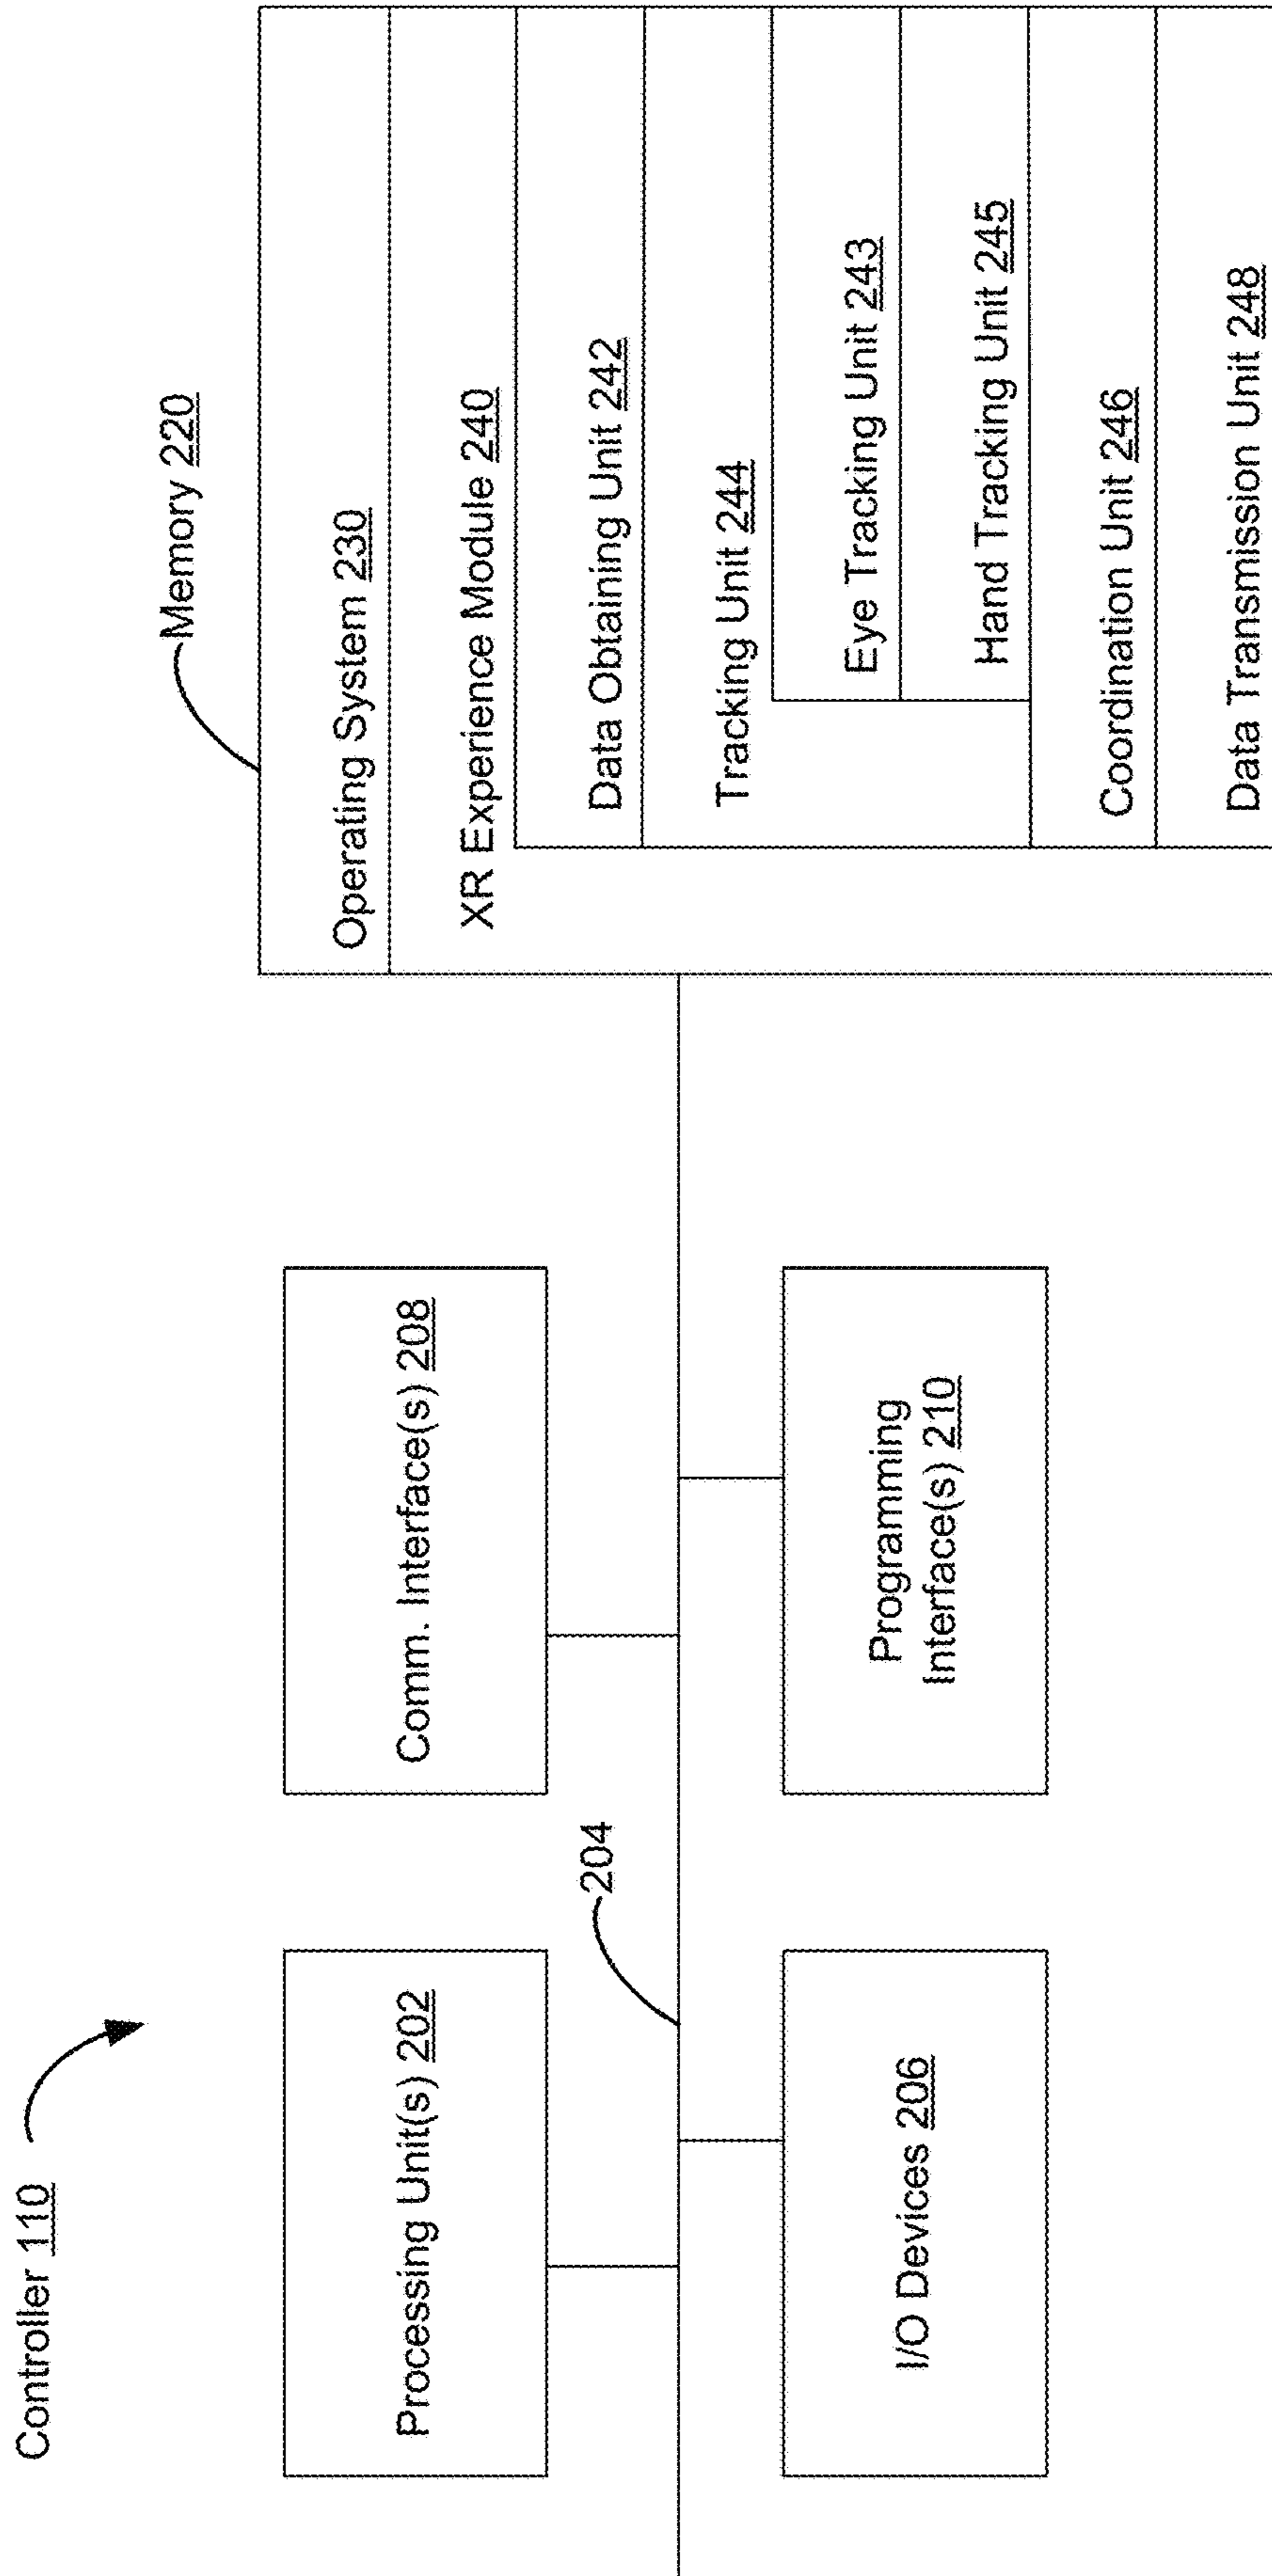 Controller 110
Memory 220
Operating System 230
XR Experience Module 240
Data Obtaining Unit 242
Tracking Unit 244
Eye Tracking Unit 243
Hand Tracking Unit 245
Coordination Unit 246
Data Transmission Unit 248
Processing Unit(s) 202
Comm. Interface(s) 208
204
I/O Devices 206
Programming
Interface(s) 210